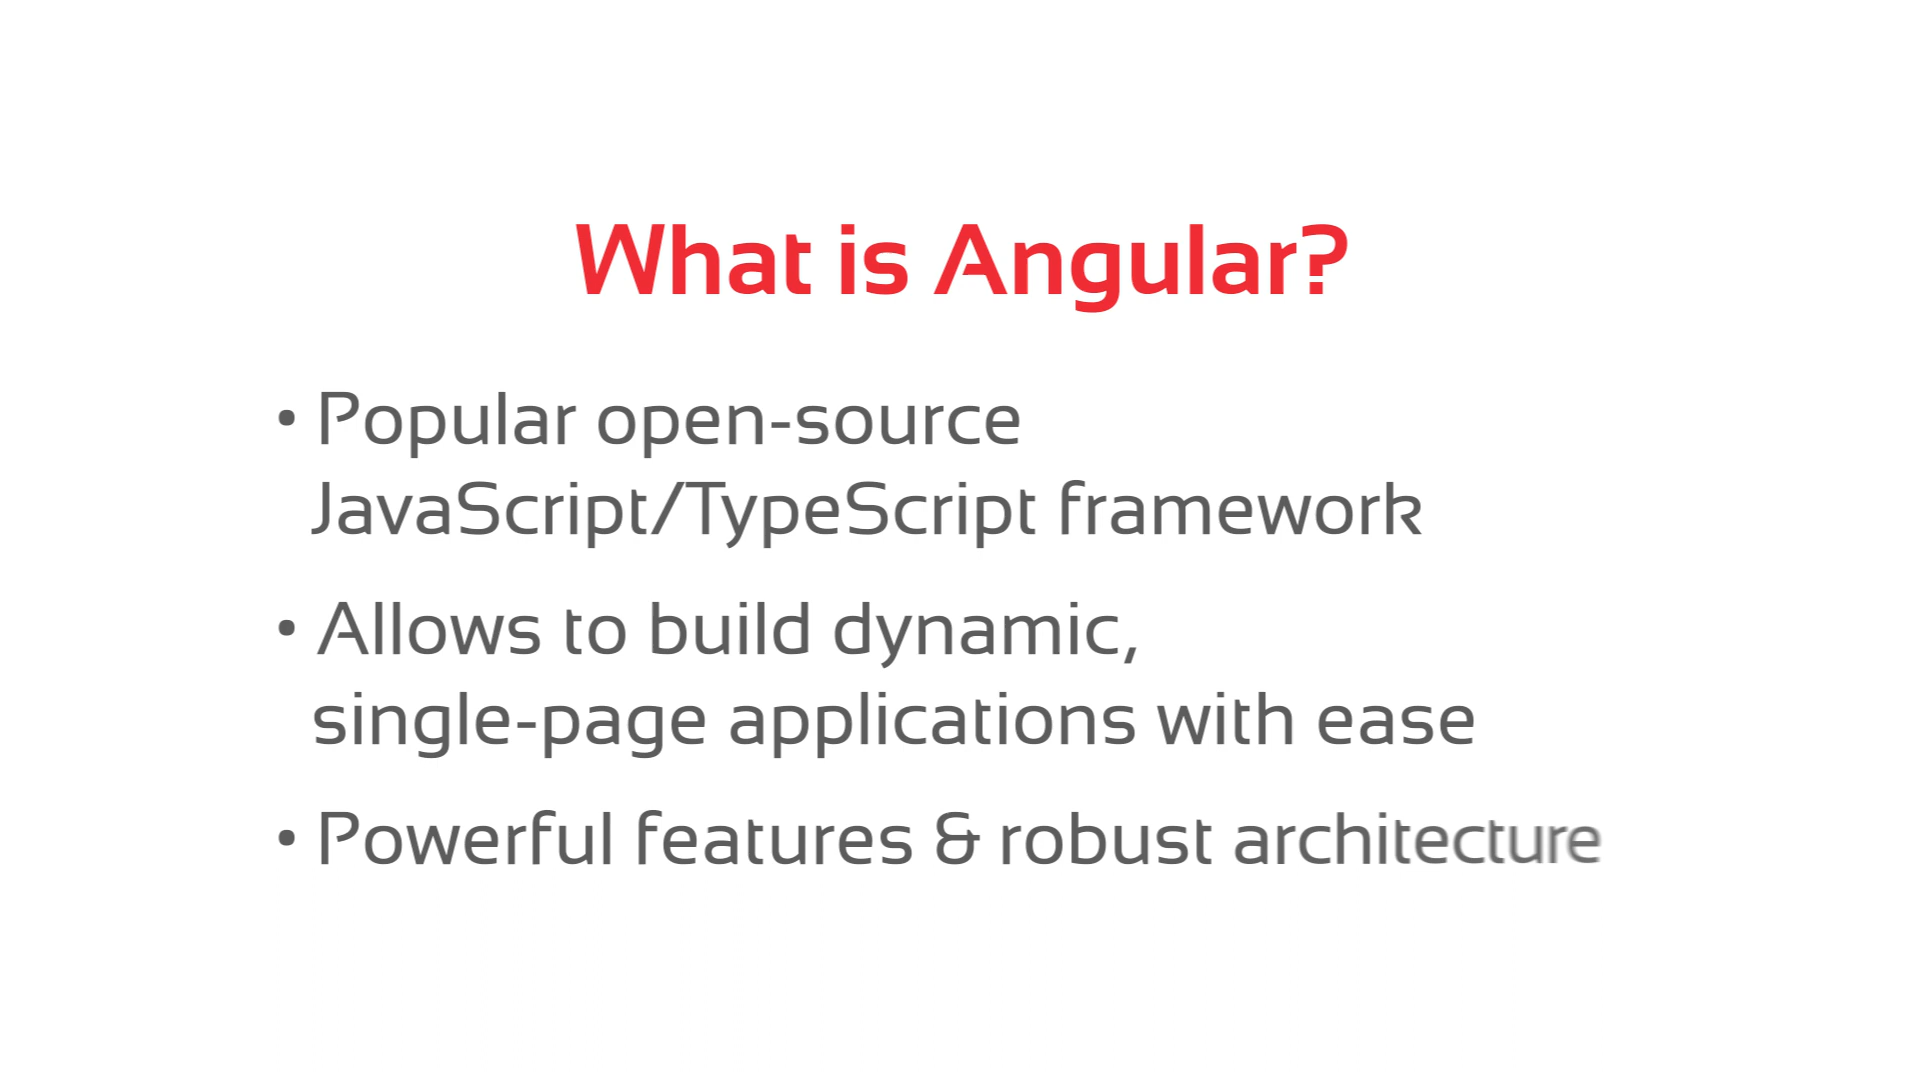 What is Angular?
• Popular open-source
JavaScript/TypeScript framework
• Allows to build dynamic,
single-page applications with ease
• Powerful features & robust architecture